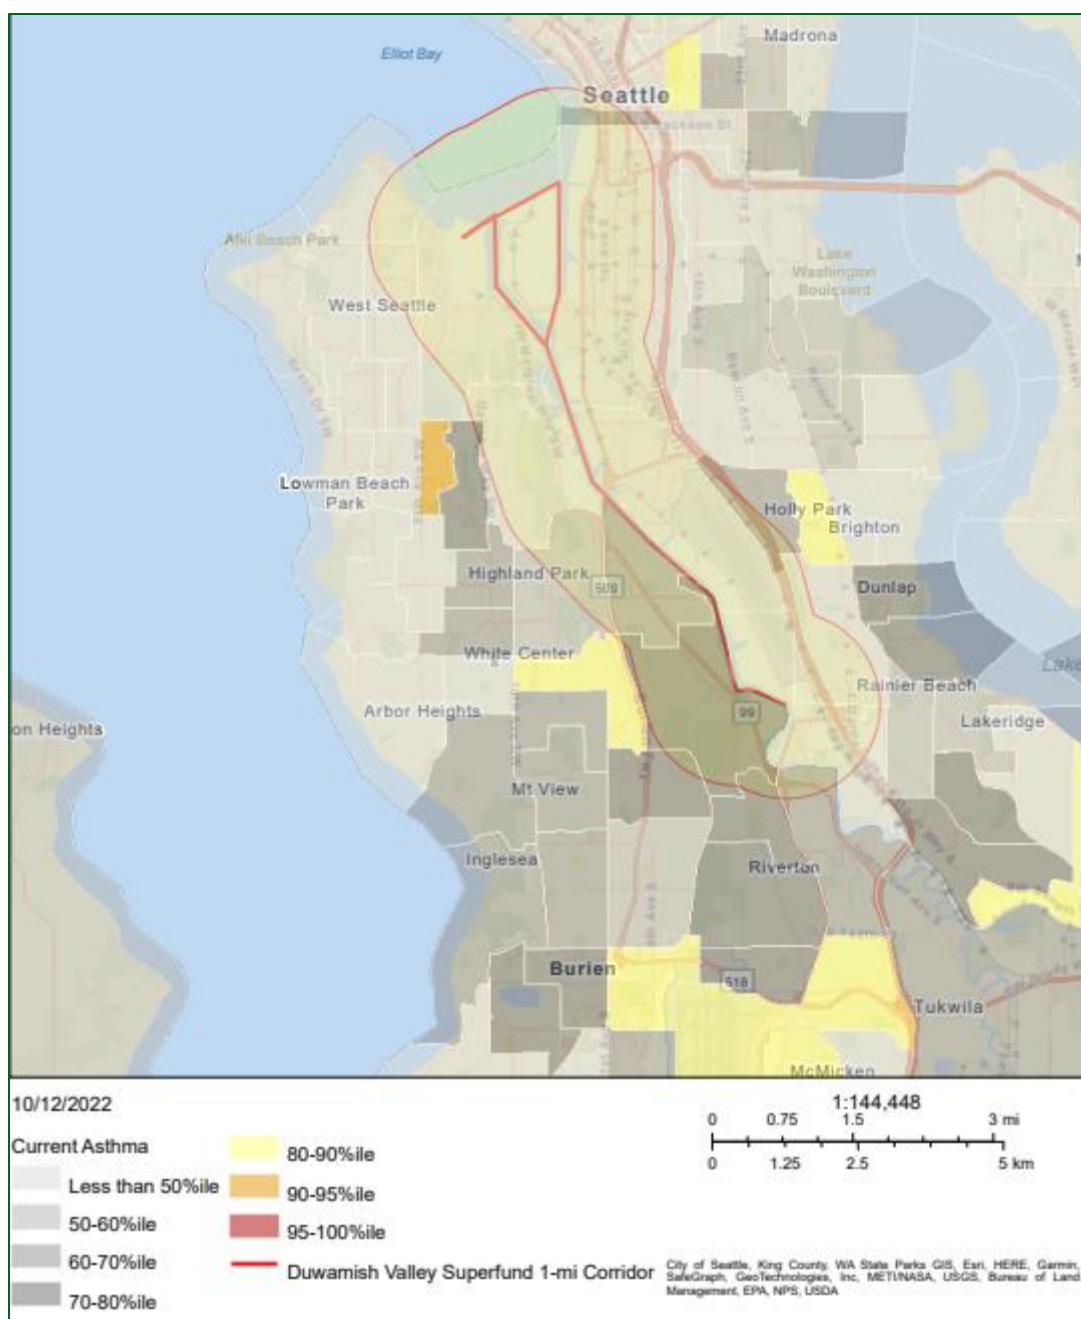 Madrona
Elliot Bay
Seattle
S Jackson St
Alki Beach Park
Lake
Washington
Boulevard
West Seattle
Beach Dr SW
Lowman Beach
Park
Holly Park
Brighton
Highland Park
509
Dunlap
White Center
Rainier Beach
Lake
Arbor Heights
99
Lakeridge
on Heights
Mt View
Inglesea
Riverton
Burien
518
Tukwila
McMicken
10/12/2022
1:144,448
0 0.75 1.5 3 mi
0 1.25 2.5 5 km
Current Asthma
Less than 50%ile
50-60%ile
60-70%ile
70-80%ile
80-90%ile
90-95%ile
95-100%ile
Duwamish Valley Superfund 1-mi Corridor
City of Seattle, King County, WA State Parks GIS, Esri, HERE, Garmin,
SafeGraph, GeoTechnologies, Inc, METI/NASA, USGS, Bureau of Land
Management, EPA, NPS, USDA